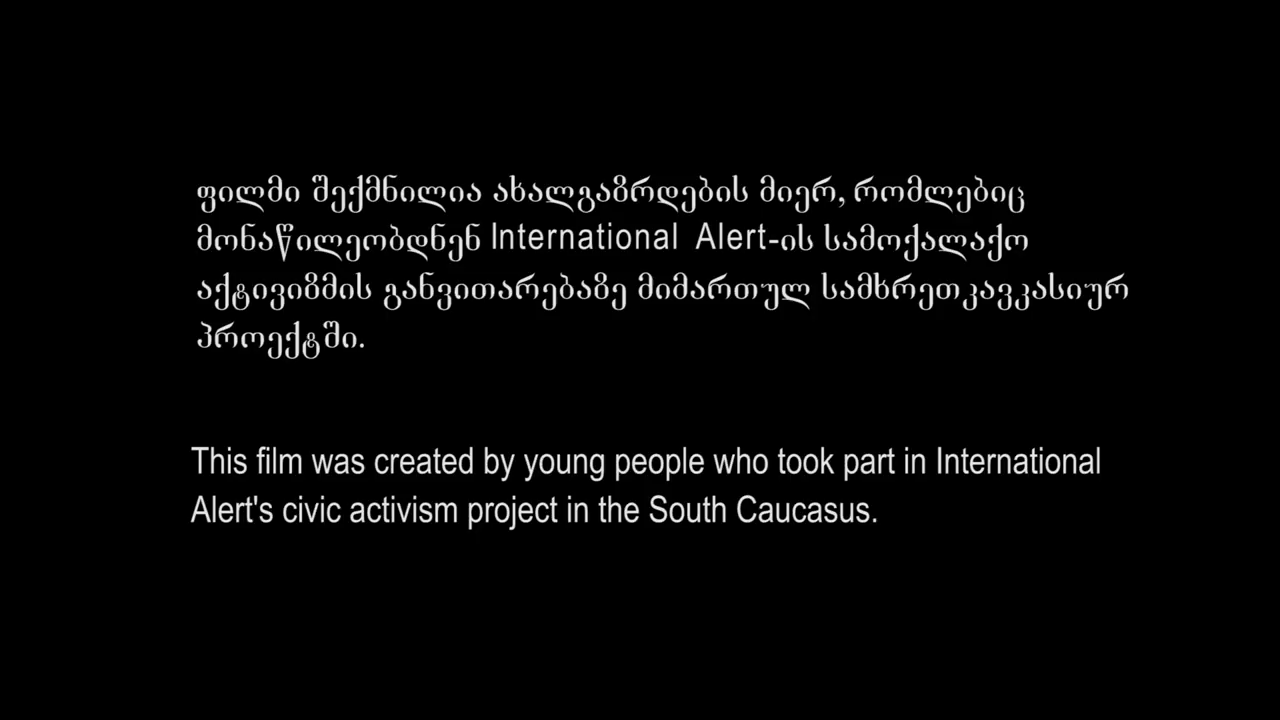 ფილმი შექმნილია ახალგაზრდების მიერ, რომლებიც
მონაწილეობდნენ International Alert-ის სამოქალაქო
აქტივიზმის განვითარებაზე მიმართულ სამხრეთკავკასიურ
პროექტში.
This film was created by young people who took part in International
Alert's civic activism project in the South Caucasus.